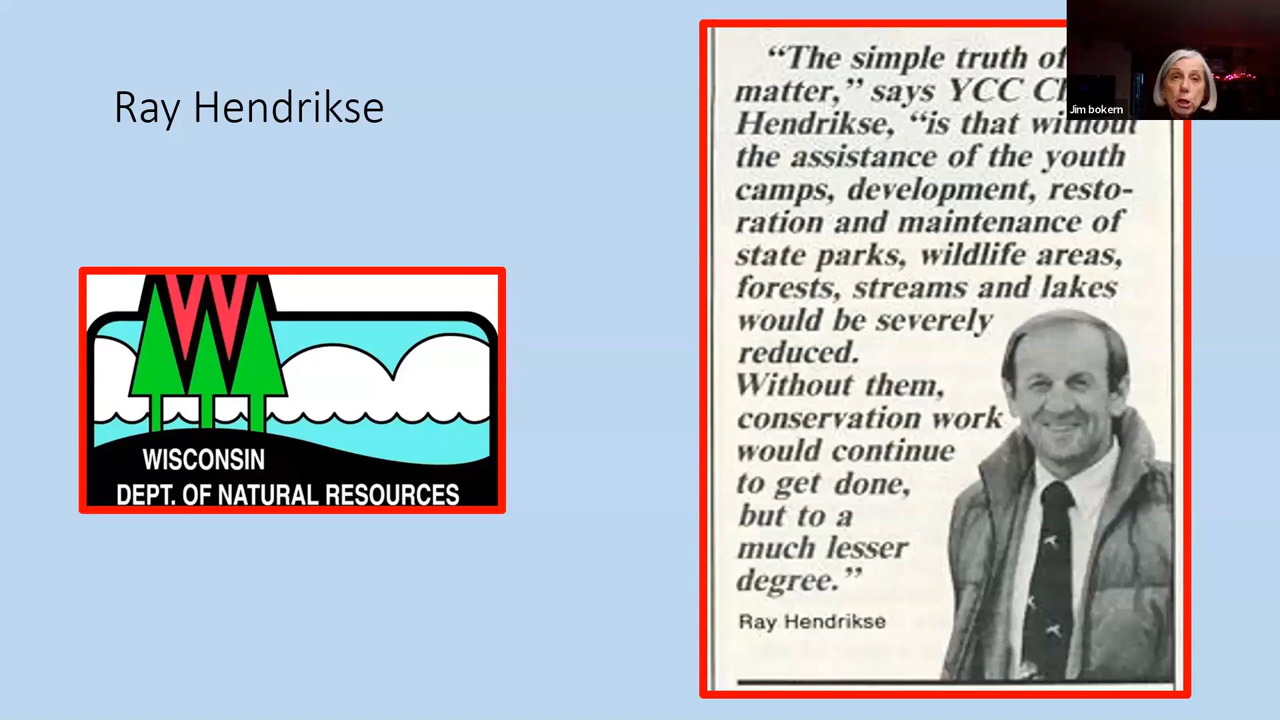 Ray Hendrikse
W
WISCONSIN
DEPT. OF NATURAL RESOURCES
“The simple truth of
matter,” says YCC
Hendrikse, “is that without
the assistance of the youth
camps, development, resto-
ration and maintenance of
state parks, wildlife areas,
forests, streams and lakes
would be severely
reduced.
Without them,
conservation work
would continue
to get done,
but to a
much lesser
degree.”
Ray Hendrikse
Jim bokern